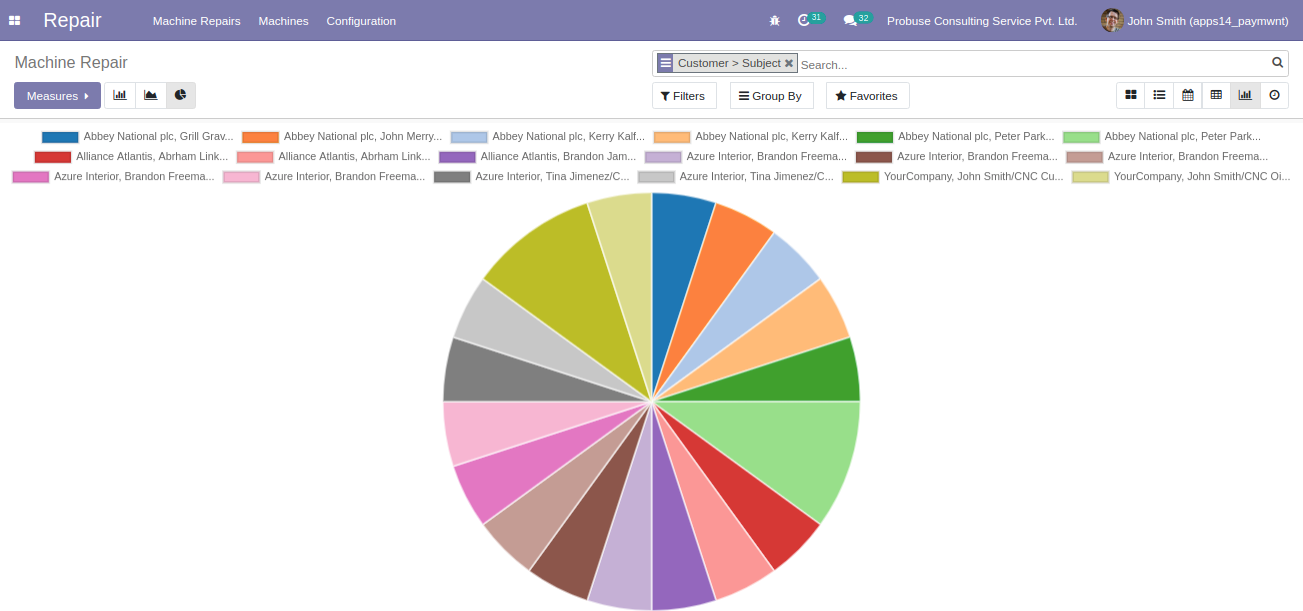 Repair Machine Repairs Machines Configuration 31 32 Probuse Consulting Service Pvt. Ltd. John Smith (apps14_paymwnt)
Machine Repair
Customer > Subject Search...
Measures Filters Group By Favorites
Abbey National plc, Grill Grav... Abbey National plc, John Merry... Abbey National plc, Kerry Kalf... Abbey National plc, Kerry Kalf... Abbey National plc, Peter Park... Abbey National plc, Peter Park...
Alliance Atlantis, Abrham Link... Alliance Atlantis, Abrham Link... Alliance Atlantis, Brandon Jam... Azure Interior, Brandon Freema... Azure Interior, Brandon Freema... Azure Interior, Brandon Freema...
Azure Interior, Brandon Freema... Azure Interior, Brandon Freema... Azure Interior, Tina Jimenez/C... Azure Interior, Tina Jimenez/C... YourCompany, John Smith/CNC Cu... YourCompany, John Smith/CNC Oi...